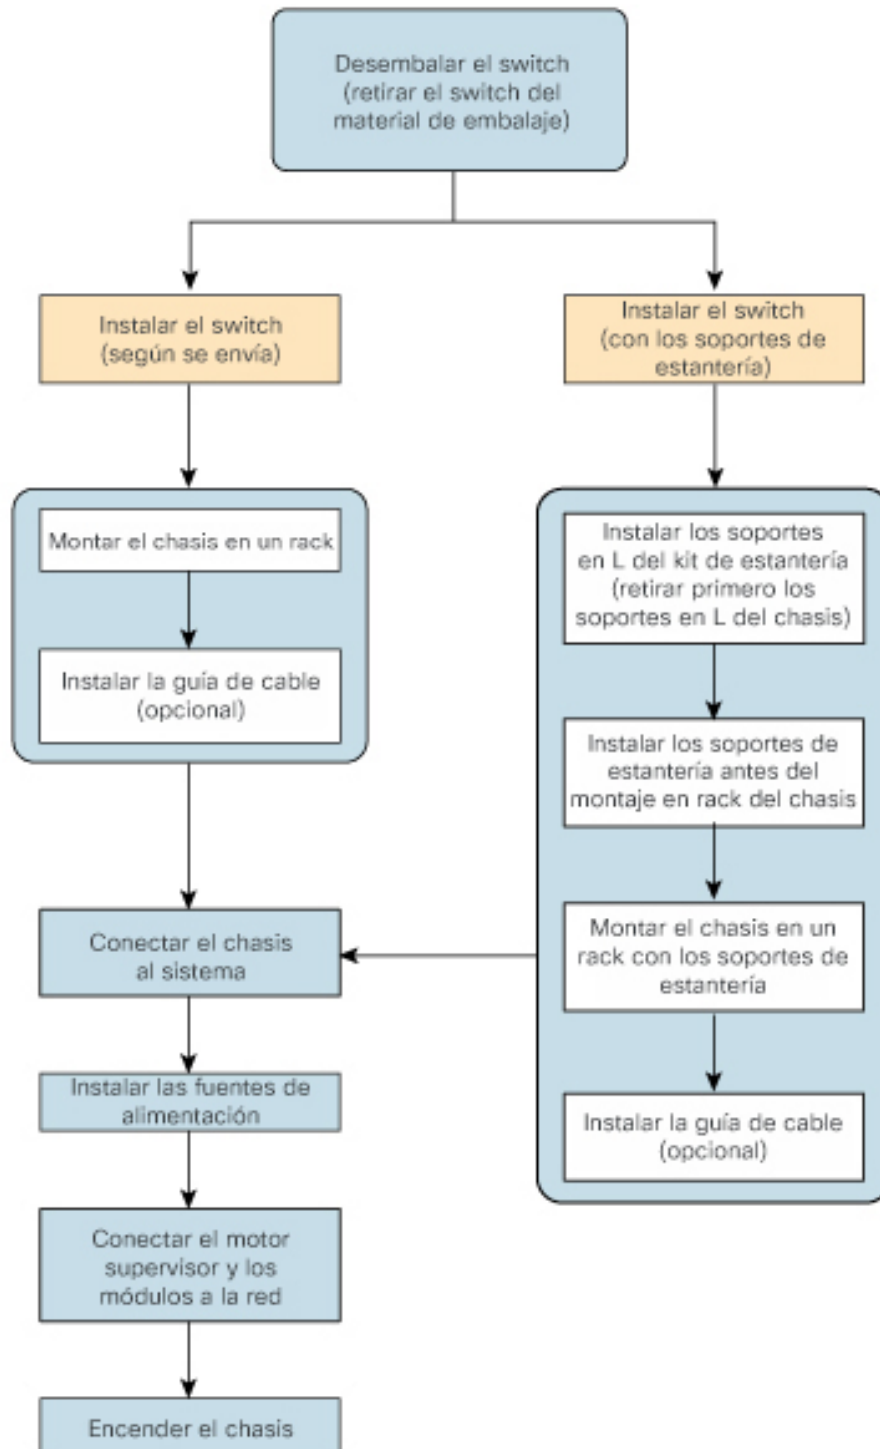 Desembalar el switch
(retirar el switch del
material de embalaje)
Instalar el switch
(según se envía)
Instalar el switch
(con los soportes de
estantería)
Montar el chasis en un rack
Instalar la guía de cable
(opcional)
Instalar los soportes
en L del kit de estantería
(retirar primero los
soportes en L del chasis)
Instalar los soportes de
estantería antes del
montaje en rack del chasis
Montar el chasis en un
rack con los soportes de
estantería
Instalar la guía de cable
(opcional)
Conectar el chasis
al sistema
Instalar las fuentes de
alimentación
Conectar el motor
supervisor y los
módulos a la red
Encender el chasis